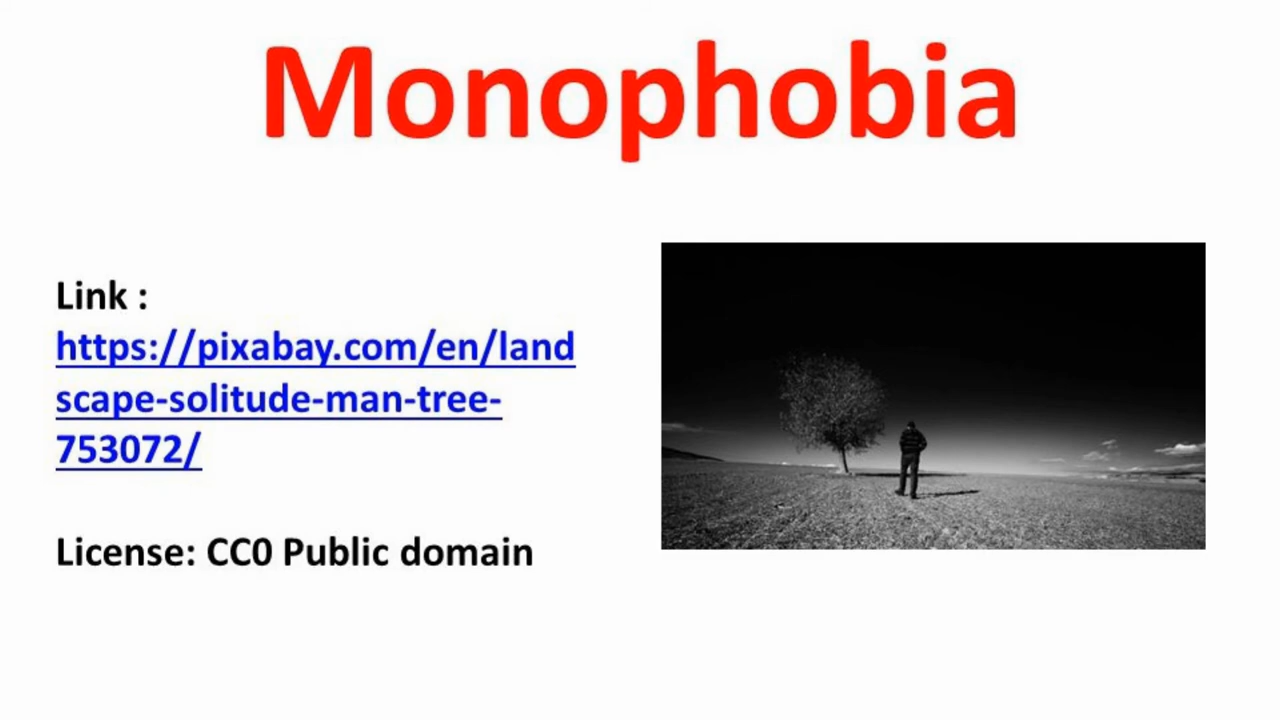 Monophobia
Link :
https://pixabay.com/en/land
scape-solitude-man-tree-
753072/
License: CC0 Public domain